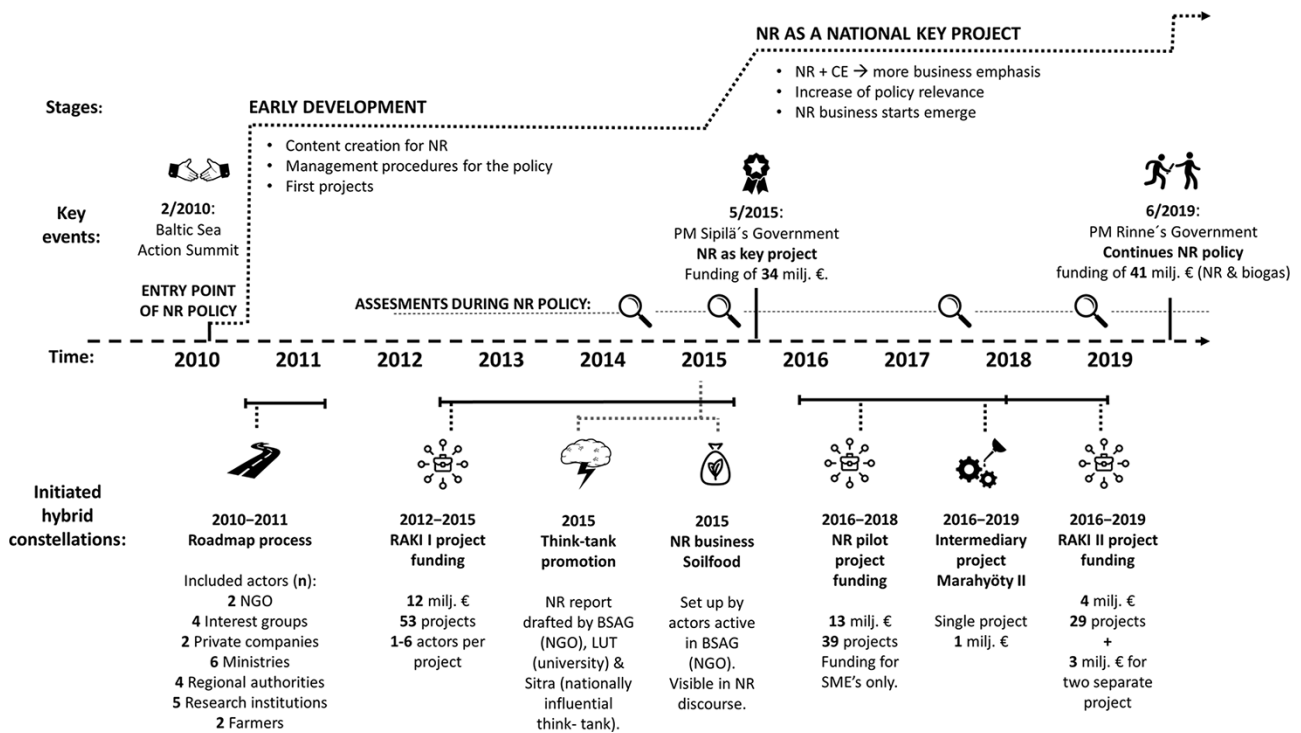 NR AS A NATIONAL KEY PROJECT
• NR + CE → more business emphasis
• Increase of policy relevance
• NR business starts emerge
Stages:
EARLY DEVELOPMENT
• Content creation for NR
• Management procedures for the policy
• First projects
Key
events:
2/2010:
Baltic Sea
Action Summit
5/2015:
PM Sipilä´s Government
NR as key project
Funding of 34 milj. €.
6/2019:
PM Rinne´s Government
Continues NR policy
funding of 41 milj. € (NR & biogas)
ENTRY POINT
OF NR POLICY
ASSESMENTS DURING NR POLICY:
Time:
2010 2011 2012 2013 2014 2015 2016 2017 2018 2019
Initiated
hybrid
constellations:
2010–2011
Roadmap process
Included actors (n):
2 NGO
4 Interest groups
2 Private companies
6 Ministries
4 Regional authorities
5 Research institutions
2 Farmers
2012–2015
RAKI I project
funding
12 milj. €
53 projects
1-6 actors per
project
2015
Think-tank
promotion
NR report
drafted by BSAG
(NGO), LUT
(university) &
Sitra (nationally
influential
think- tank).
2015
NR business
Soilfood
Set up by
actors active
in BSAG
(NGO).
Visible in NR
discourse.
2016–2018
NR pilot
project
funding
13 milj. €
39 projects
Funding for
SME's only.
2016–2019
Intermediary
project
Marahyöty II
Single project
1 milj. €
2016–2019
RAKI II project
funding
4 milj. €
29 projects
+
3 milj. € for
two separate
project